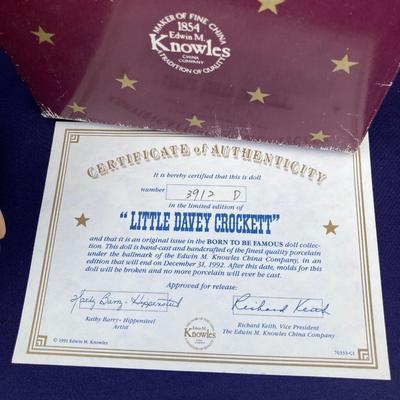 MAKER OF FINE CHINA
1854
Edwin M.
Knowles
CHINA
COMPANY
A TRADITION OF QUALITY
CERTIFICATE of AUTHENTICITY
It is hereby certified that this is doll
number 3912 D
in the limited edition of
"LITTLE DAVEY CROCKETT"
and that it is an original issue in the BORN TO BE FAMOUS doll collec-
tion. This doll is hand-cast and handcrafted of the finest quality porcelain
under the hallmark of the Edwin M. Knowles China Company, in an
edition that will end on December 31, 1992. After this date, molds for this
doll will be broken and no more porcelain will ever be cast.
Approved for release:
Kathy Barry-Hippensteel
Richard Keith
Kathy Barry-Hippensteel
Artist
Edwin M.
Knowles
Richard Keith, Vice President
The Edwin M. Knowles China Company
© 1991 Edwin M. Knowles
70353-C1